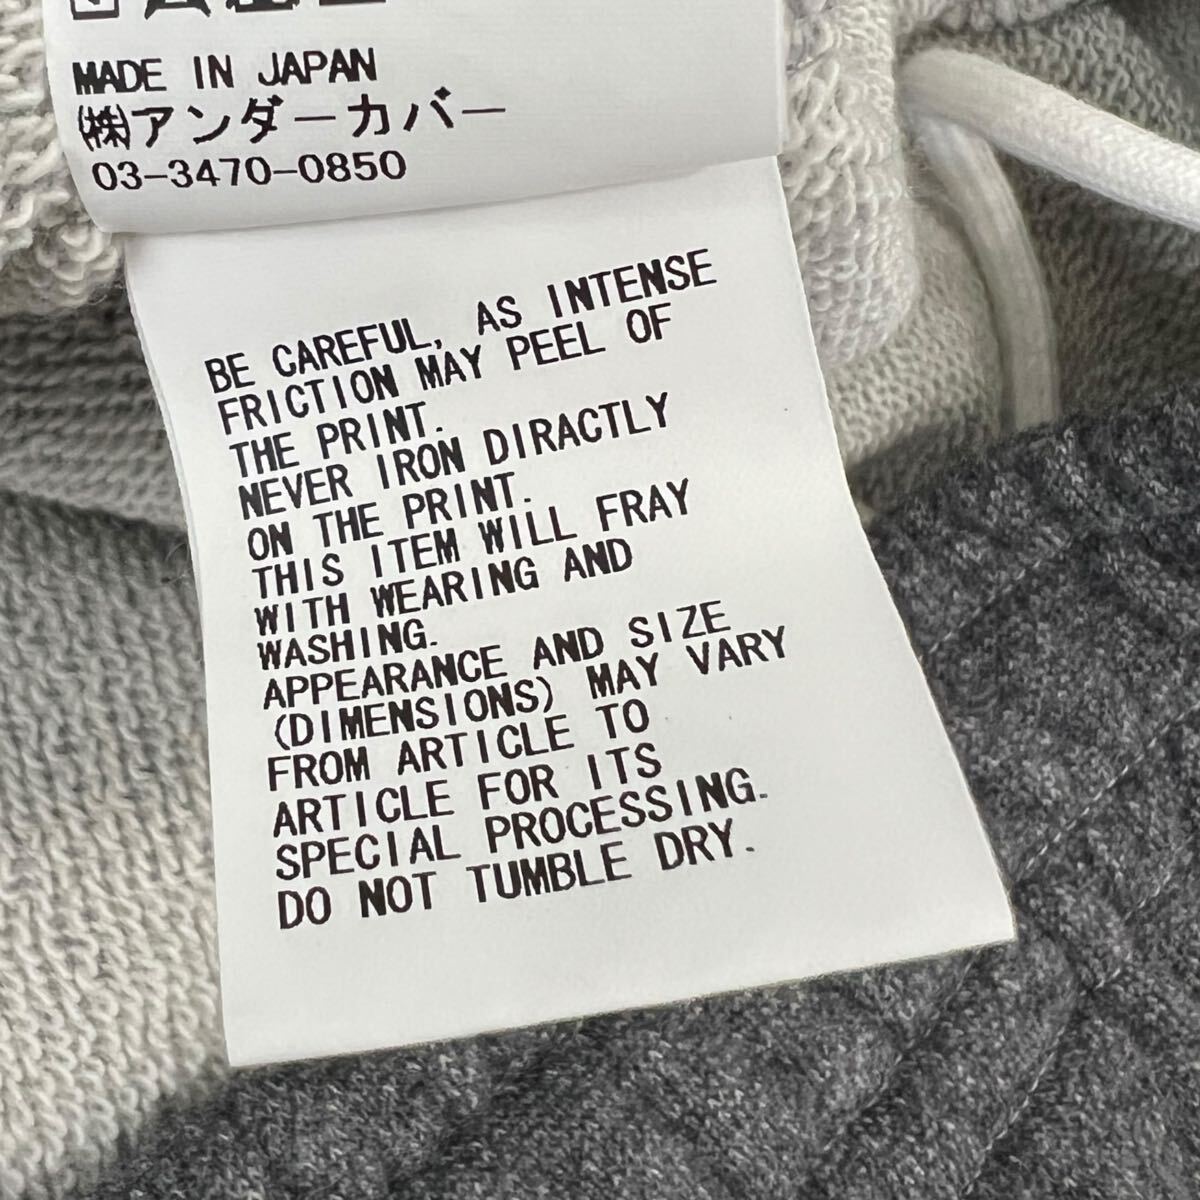 MADE IN JAPAN
㈱アンダーカバー
03-3470-0850
BE CAREFUL, AS INTENSE
FRICTION MAY PEEL OF
THE PRINT.
NEVER IRON DIRACTLY
ON THE PRINT.
THIS ITEM WILL FRAY
WITH WEARING AND
WASHING.
APPEARANCE AND SIZE
(DIMENSIONS) MAY VARY
FROM ARTICLE TO
ARTICLE FOR ITS
SPECIAL PROCESSING.
DO NOT TUMBLE DRY.